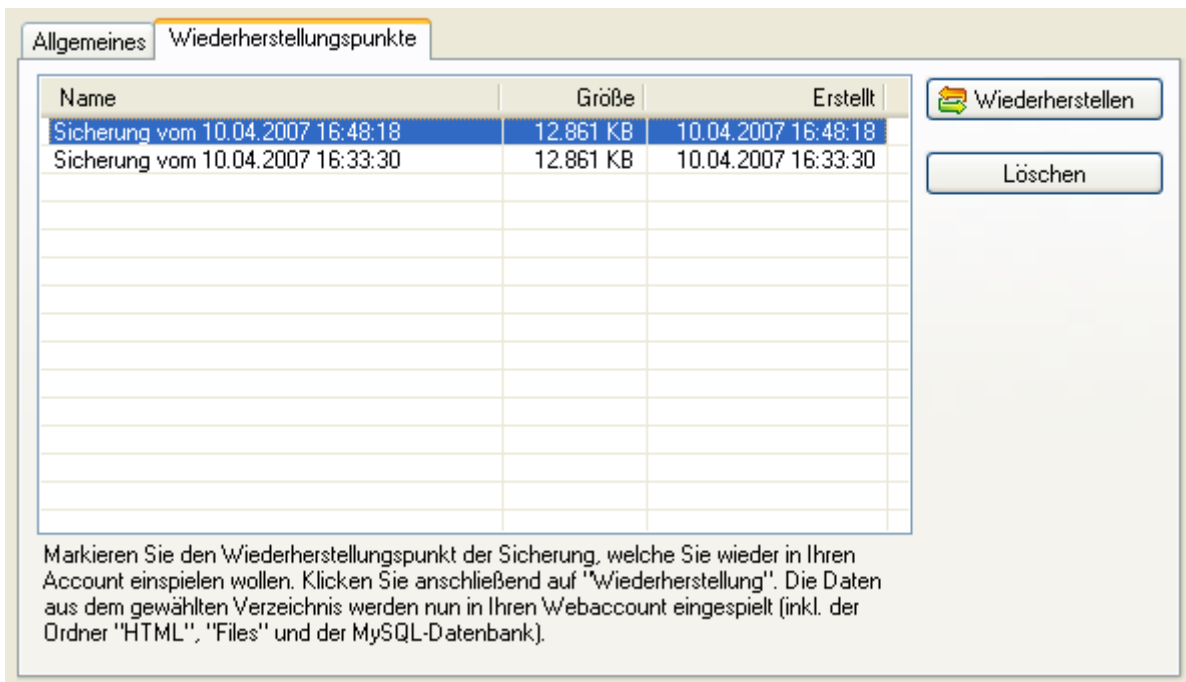 Allgemeines Wiederherstellungspunkte
Name Größe Erstellt
Sicherung vom 10.04.2007 16:48:18 12.861 KB 10.04.2007 16:48:18
Sicherung vom 10.04.2007 16:33:30 12.861 KB 10.04.2007 16:33:30
Wiederherstellen
Löschen
Markieren Sie den Wiederherstellungspunkt der Sicherung, welche Sie wieder in Ihren
Account einspielen wollen. Klicken Sie anschließend auf "Wiederherstellung". Die Daten
aus dem gewählten Verzeichnis werden nun in Ihren Webaccount eingespielt (inkl. der
Ordner "HTML", "Files" und der MySQL-Datenbank).